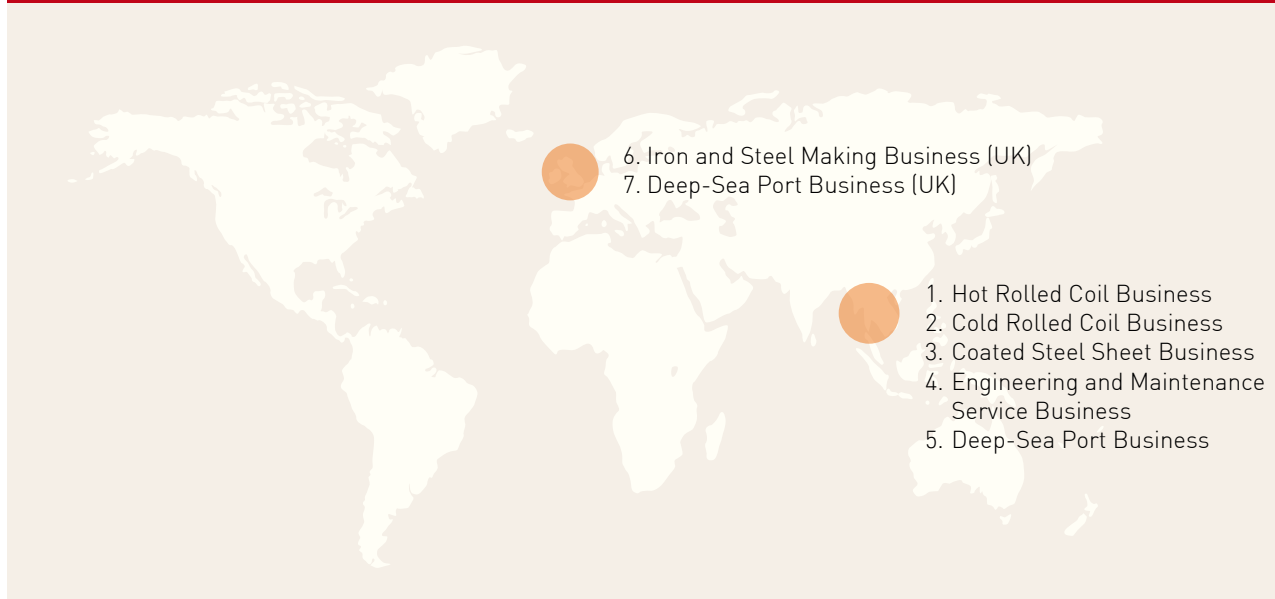 6. Iron and Steel Making Business (UK)
7. Deep-Sea Port Business (UK)
1. Hot Rolled Coil Business
2. Cold Rolled Coil Business
3. Coated Steel Sheet Business
4. Engineering and Maintenance
Service Business
5. Deep-Sea Port Business